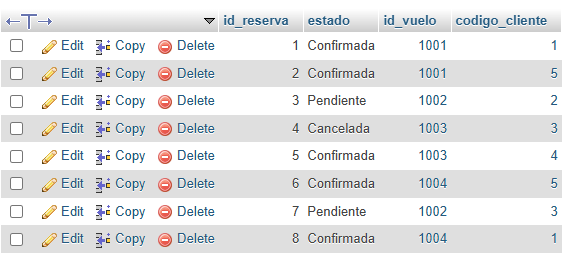 id_reserva estado id_vuelo codigo_cliente
Edit Copy Delete 1 Confirmada 1001 1
Edit Copy Delete 2 Confirmada 1001 5
Edit Copy Delete 3 Pendiente 1002 2
Edit Copy Delete 4 Cancelada 1003 3
Edit Copy Delete 5 Confirmada 1003 4
Edit Copy Delete 6 Confirmada 1004 5
Edit Copy Delete 7 Pendiente 1002 3
Edit Copy Delete 8 Confirmada 1004 1